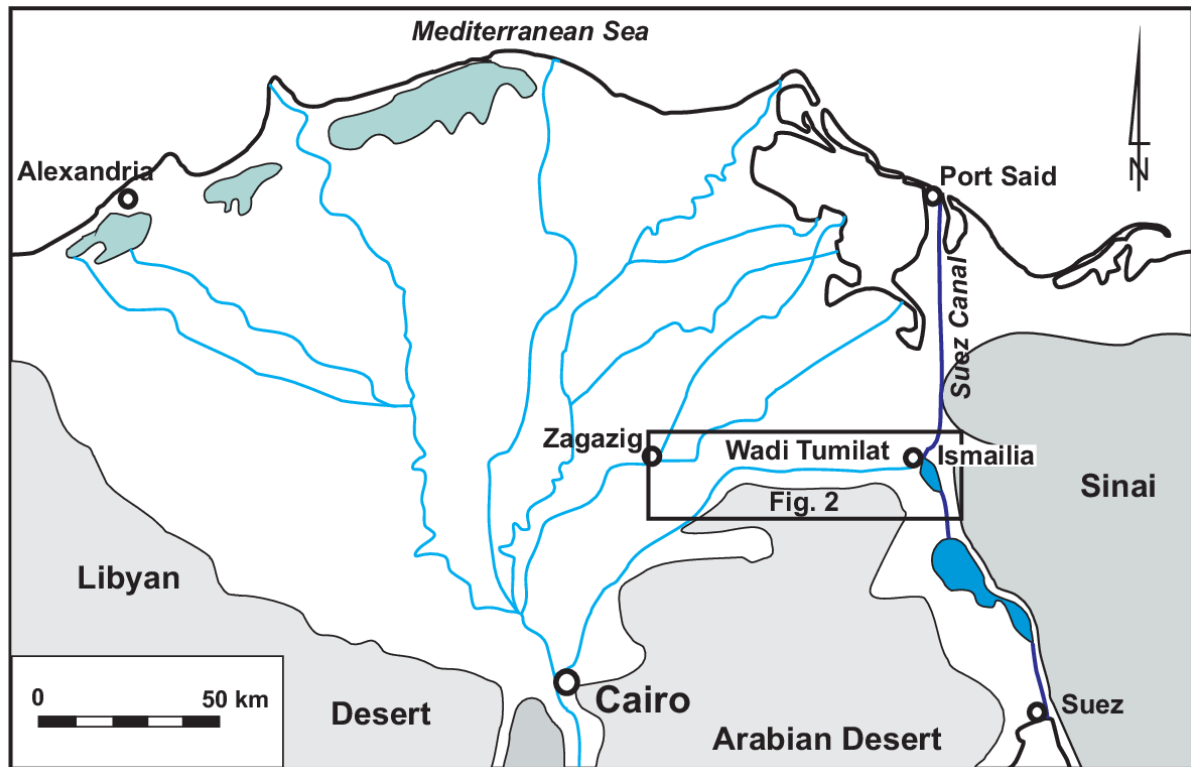 Mediterranean Sea
Alexandria
N
Port Said
Suez Canal
Zagazig
Wadi Tumilat
Ismailia
Fig. 2
Sinai
Libyan
Desert
0 50 km
Cairo
Arabian Desert
Suez